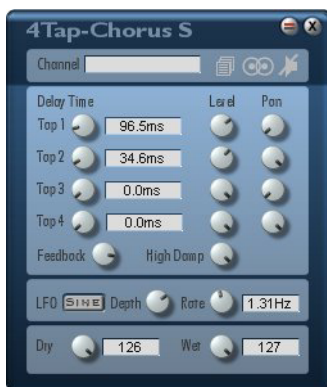 4Tap-Chorus S
Channel
Delay Time Level Pan
Tap 1 96.5ms
Tap 2 34.6ms
Tap 3 0.0ms
Tap 4 0.0ms
Feedback High Damp
LFO SINE Depth Rate 1.31Hz
Dry 126 Wet 127